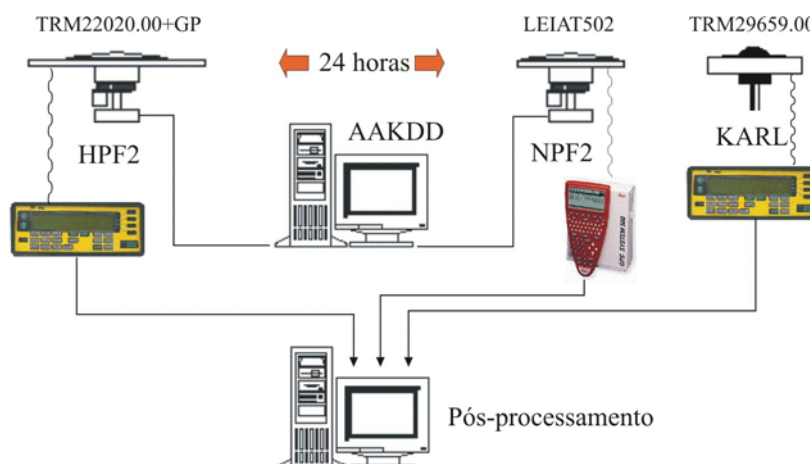 TRM22020.00+GP
LEIAT502
TRM29659.00
24 horas
AAKDD
HPF2
NPF2
KARL
GPS SYSTEM 500
Pós-processamento